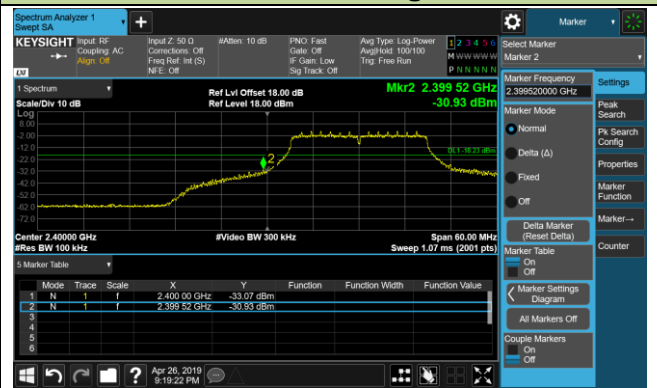 Spectrum Analyzer 1
Swept SA
Marker
KEYSIGHT
Input: RF
Coupling: AC
Align: Off
Input Z: 50 Ω
Corrections: Off
Freq Ref: Int (S)
NFE: Off
#Atten: 10 dB
PNO: Fast
Gate: Off
IF Gain: Low
Sig Track: Off
Avg Type: Log-Power
Avg|Hold: 100/100
Trig: Free Run
1 2 3 4 5 6
M W W W W W
P N N N N N
LXI
Select Marker
Marker 2
1 Spectrum
Scale/Div 10 dB
Log
Ref Lvl Offset 18.00 dB
Ref Level 18.00 dBm
Mkr2 2.399 52 GHz
-30.93 dBm
8.00
-2.00
-12.0
-22.0
-32.0
-42.0
-52.0
-62.0
-72.0
2
DL1 -18.23 dBm
Center 2.40000 GHz
#Res BW 100 kHz
#Video BW 300 kHz
Span 60.00 MHz
Sweep 1.07 ms (2001 pts)
5 Marker Table
Mode Trace Scale X Y Function Function Width Function Value
1 N 1 f 2.400 00 GHz -33.07 dBm
2 N 1 f 2.399 52 GHz -30.93 dBm
3
4
5
6
Marker Frequency
2.399520000 GHz
Marker Mode
Normal
Delta (Δ)
Fixed
Off
Delta Marker
(Reset Delta)
Marker Table
On
Off
Marker Settings
Diagram
All Markers Off
Couple Markers
On
Off
Settings
Peak
Search
Pk Search
Config
Properties
Marker
Function
Marker→
Counter
?
Apr 26, 2019
9:19:22 PM